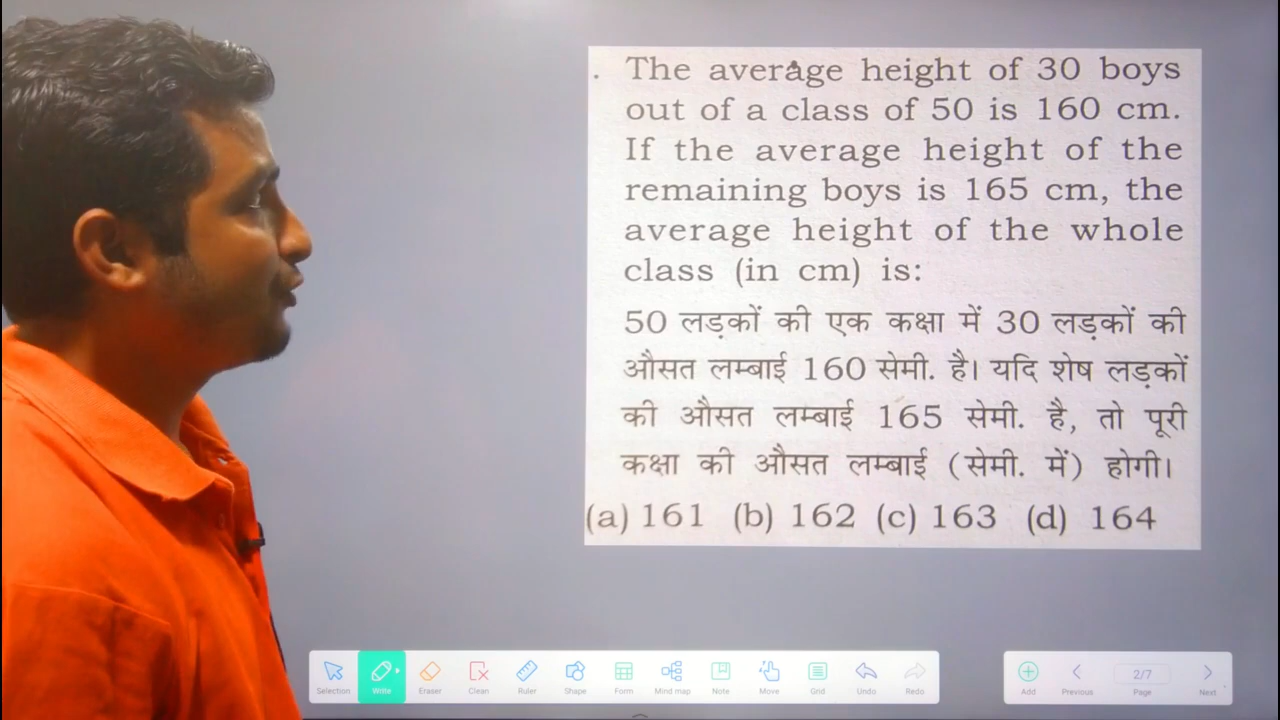 . The average height of 30 boys
out of a class of 50 is 160 cm.
If the average height of the
remaining boys is 165 cm, the
average height of the whole
class (in cm) is:
50 लड़कों की एक कक्षा में 30 लड़कों की
औसत लम्बाई 160 सेमी. है। यदि शेष लड़कों
की औसत लम्बाई 165 सेमी. है, तो पूरी
कक्षा की औसत लम्बाई (सेमी. में) होगी।
(a) 161 (b) 162 (c) 163 (d) 164
Selection Write Eraser Clean Ruler Shape Form Mind map Note Move Grid Undo Redo
Add Previous 2/7 Page Next